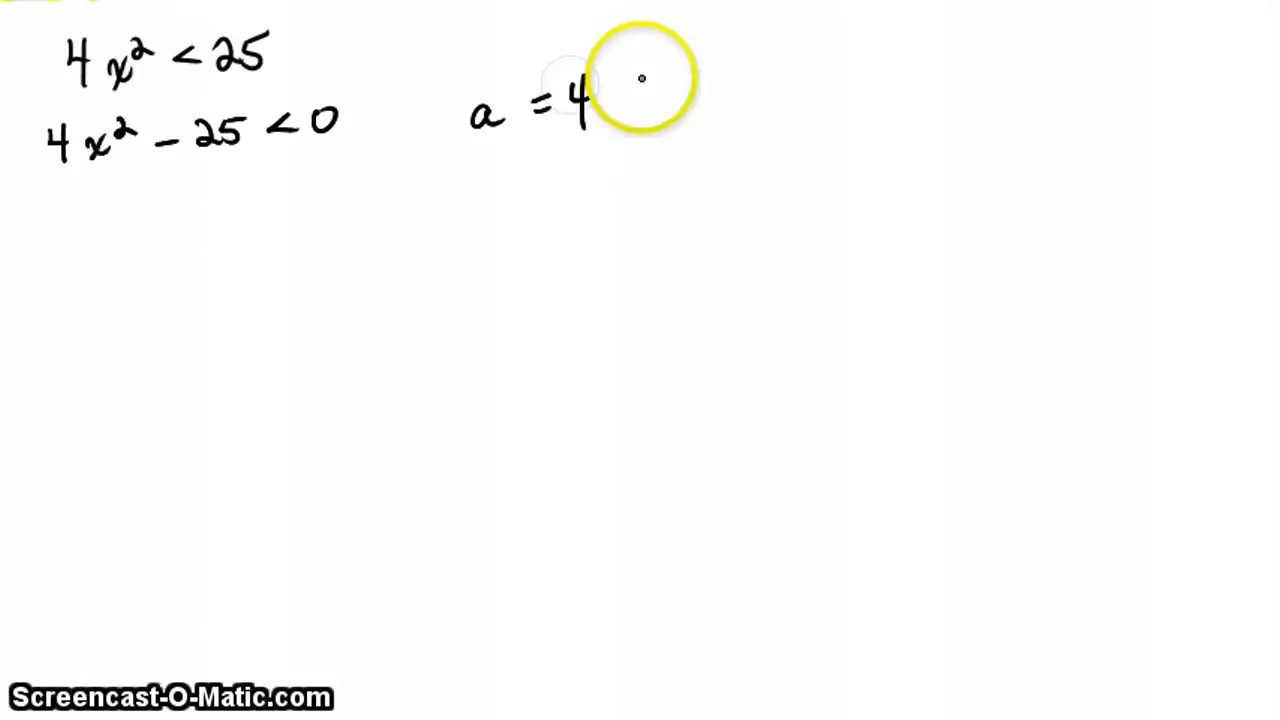 4x² < 25
4x² - 25 < 0
a = 4
Screencast-O-Matic.com